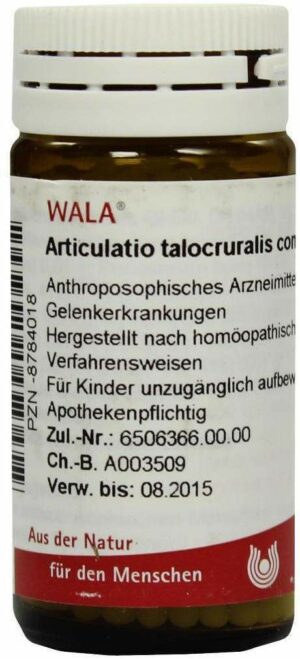 WALA®
Articulatio talocruralis com
Anthroposophisches Arzneimitte
Gelenkerkrankungen
Hergestellt nach homöopathisch
Verfahrensweisen
Für Kinder unzugänglich aufbew
Apothekenpflichtig
Zul.-Nr.: 6506366.00.00
Ch.-B. A003509
Verw. bis: 08.2015
PZN -8784018
Aus der Natur
für den Menschen